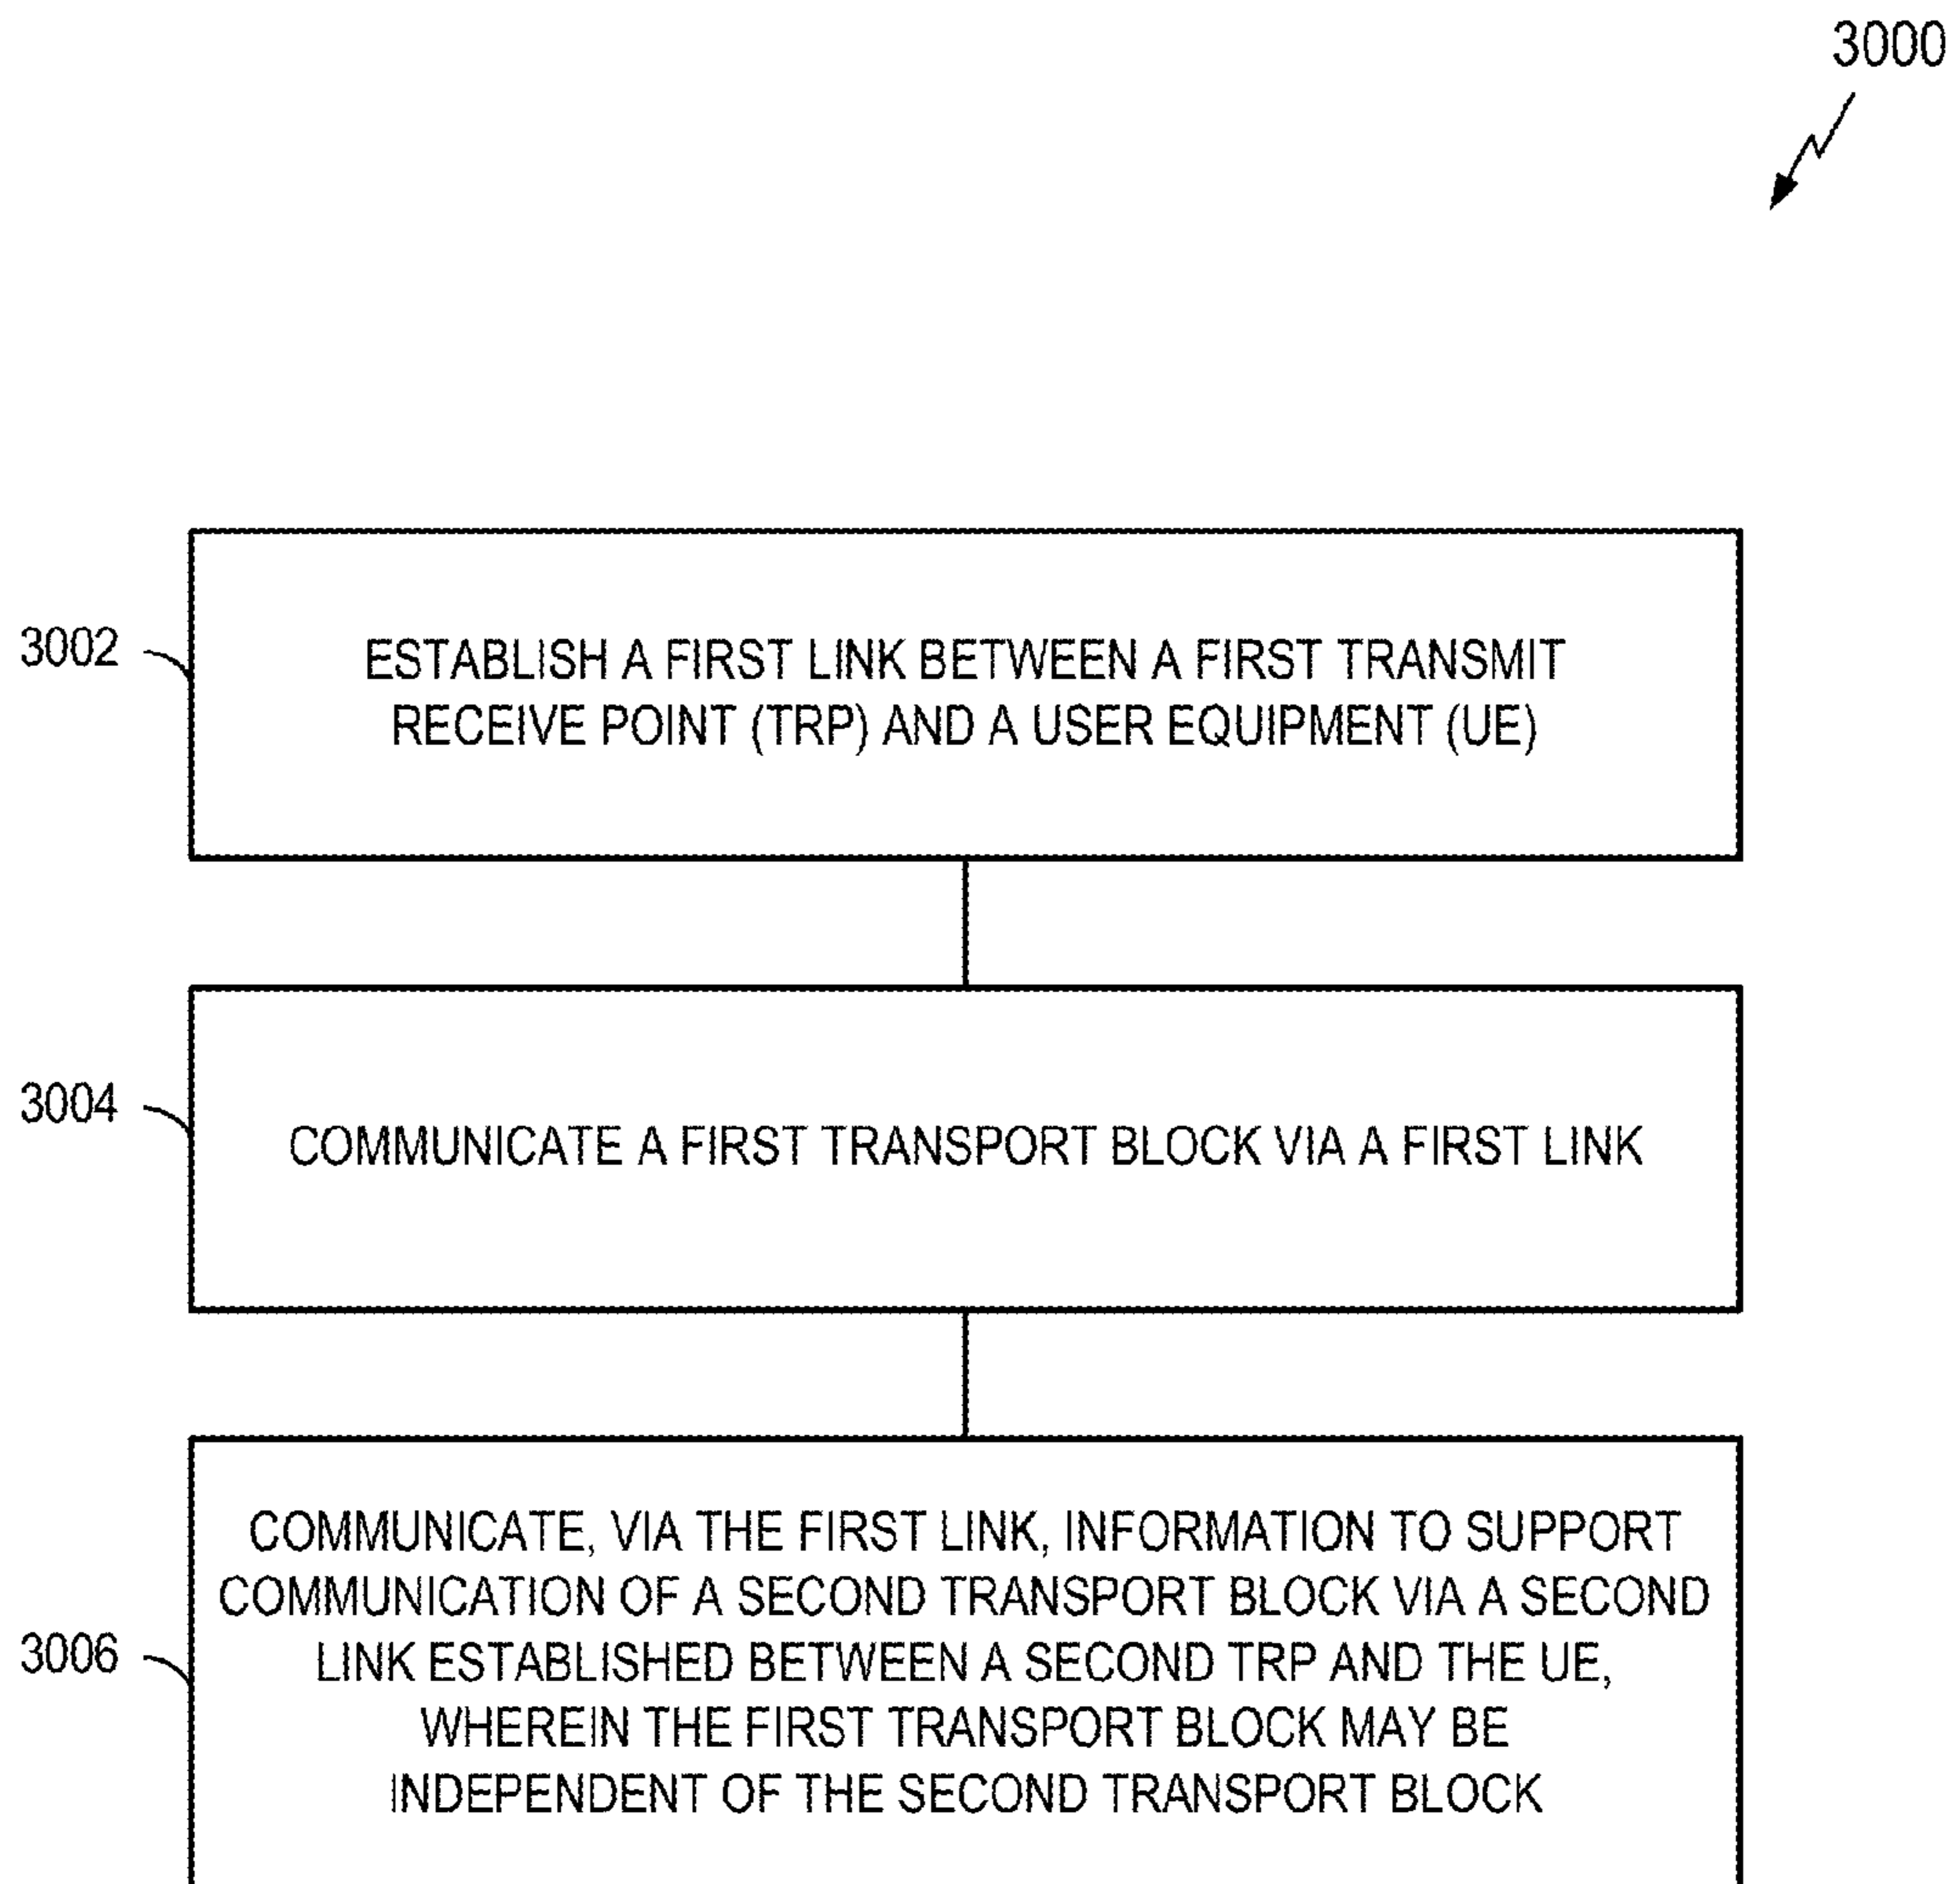 3000
3002
ESTABLISH A FIRST LINK BETWEEN A FIRST TRANSMIT
RECEIVE POINT (TRP) AND A USER EQUIPMENT (UE)
3004
COMMUNICATE A FIRST TRANSPORT BLOCK VIA A FIRST LINK
3006
COMMUNICATE, VIA THE FIRST LINK, INFORMATION TO SUPPORT
COMMUNICATION OF A SECOND TRANSPORT BLOCK VIA A SECOND
LINK ESTABLISHED BETWEEN A SECOND TRP AND THE UE,
WHEREIN THE FIRST TRANSPORT BLOCK MAY BE
INDEPENDENT OF THE SECOND TRANSPORT BLOCK